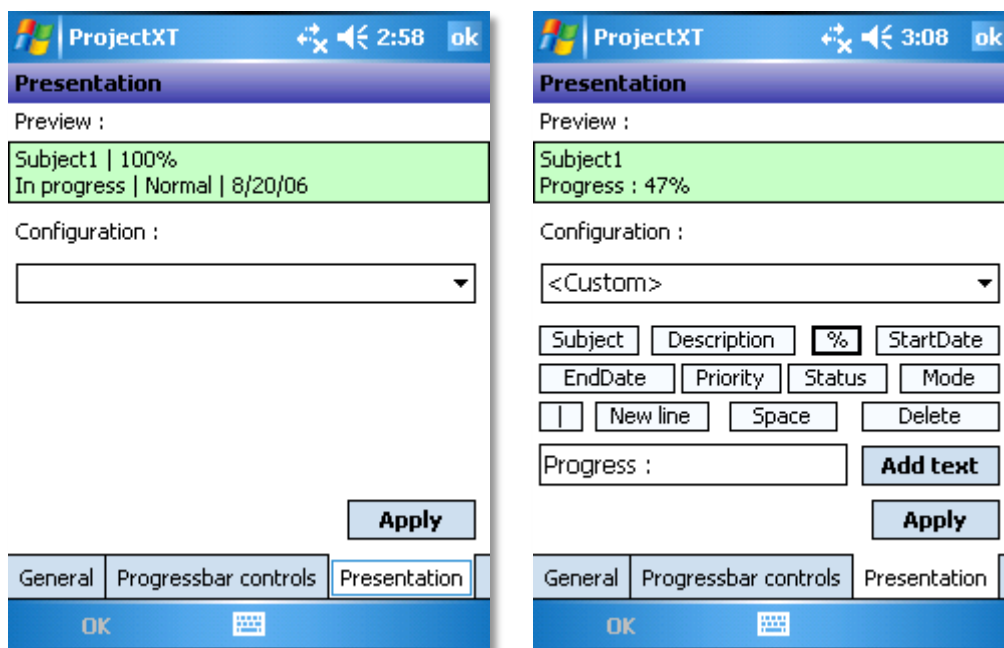 ProjectXT 2:58 ok
Presentation
Preview :
Subject1 | 100%
In progress | Normal | 8/20/06
Configuration :
Apply
General Progressbar controls Presentation
OK
ProjectXT 3:08 ok
Presentation
Preview :
Subject1
Progress : 47%
Configuration :
<Custom>
Subject Description % StartDate
EndDate Priority Status Mode
| New line Space Delete
Progress : Add text
Apply
General Progressbar controls Presentation
OK